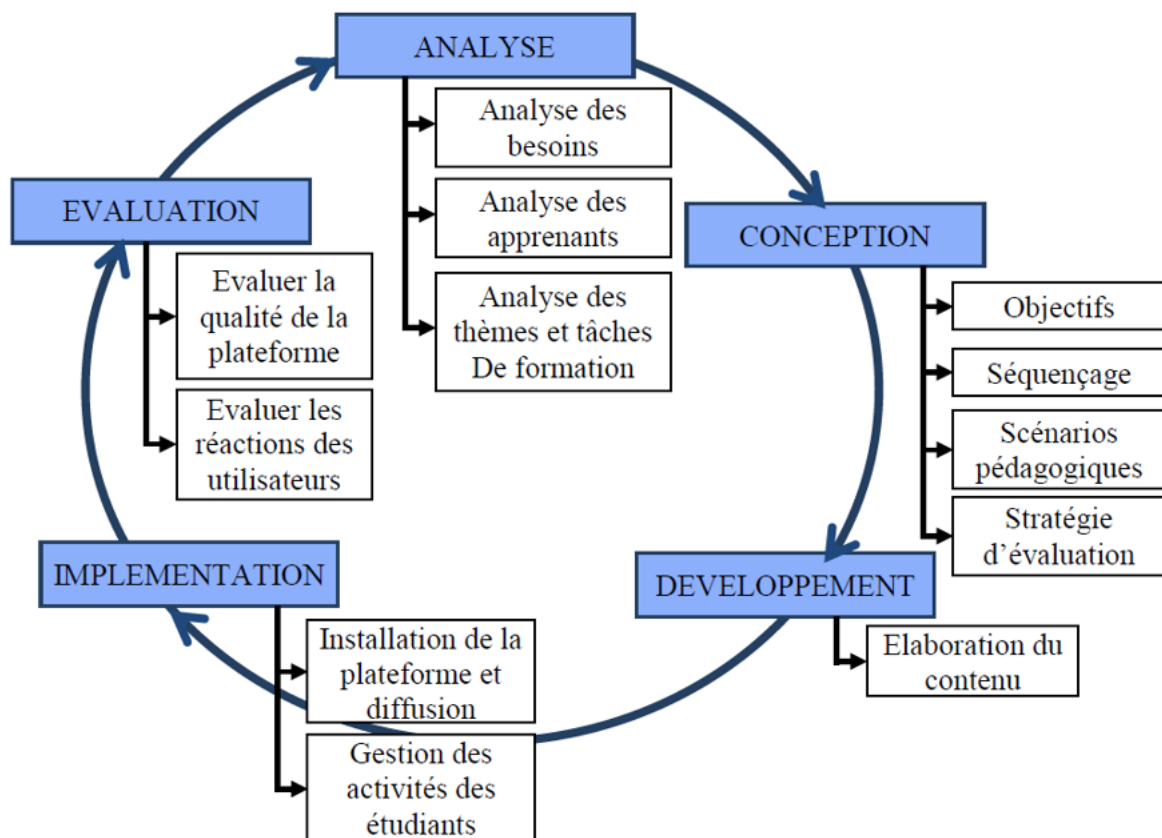 ANALYSE
Analyse des
besoins
Analyse des
apprenants
Analyse des
thèmes et tâches
De formation
CONCEPTION
Objectifs
Séquençage
Scénarios
pédagogiques
Stratégie
d’évaluation
DEVELOPPEMENT
Elaboration du
contenu
IMPLEMENTATION
Installation de la
plateforme et
diffusion
Gestion des
activités des
étudiants
EVALUATION
Evaluer la
qualité de la
plateforme
Evaluer les
réactions des
utilisateurs